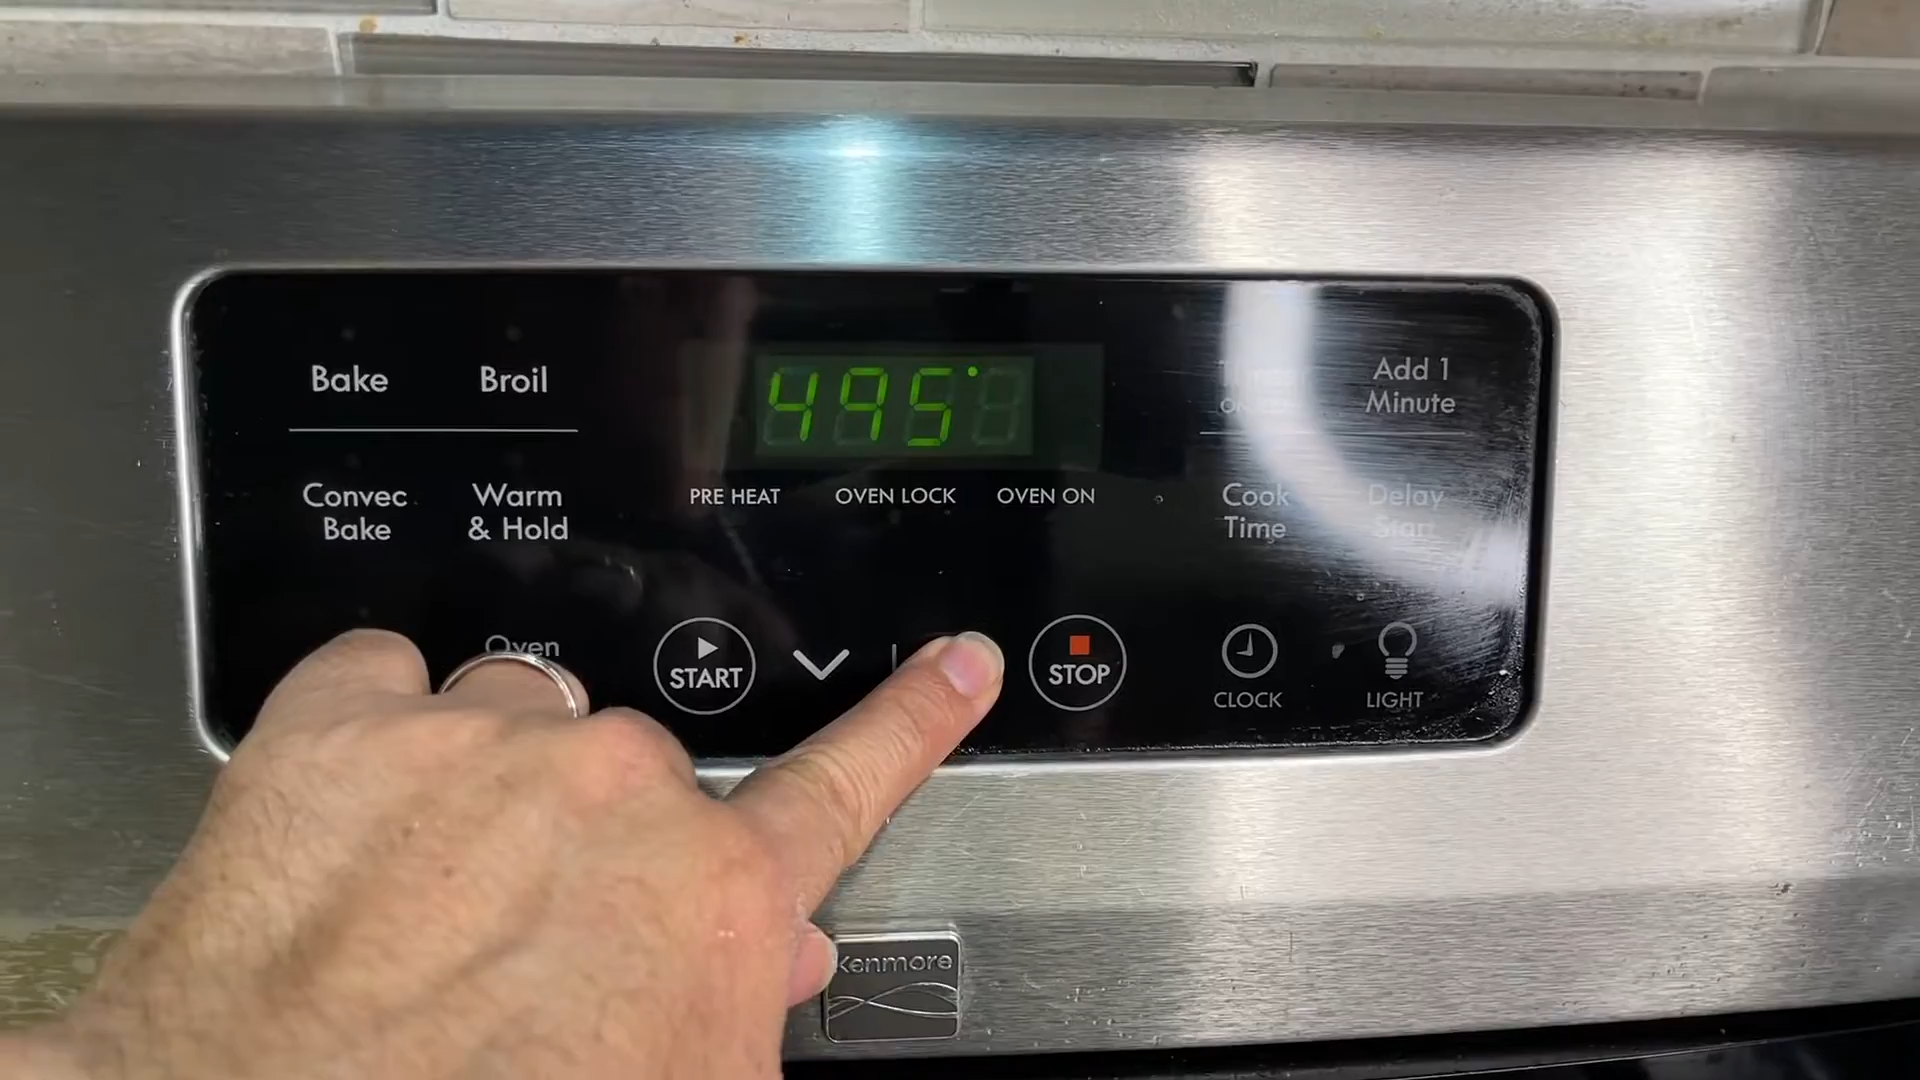 Bake
Broil
495°
Add 1
Minute
PRE HEAT
OVEN LOCK
OVEN ON
Convec
Bake
Warm
& Hold
Cook
Time
Delay
Start
Oven
START
STOP
CLOCK
LIGHT
Kenmore